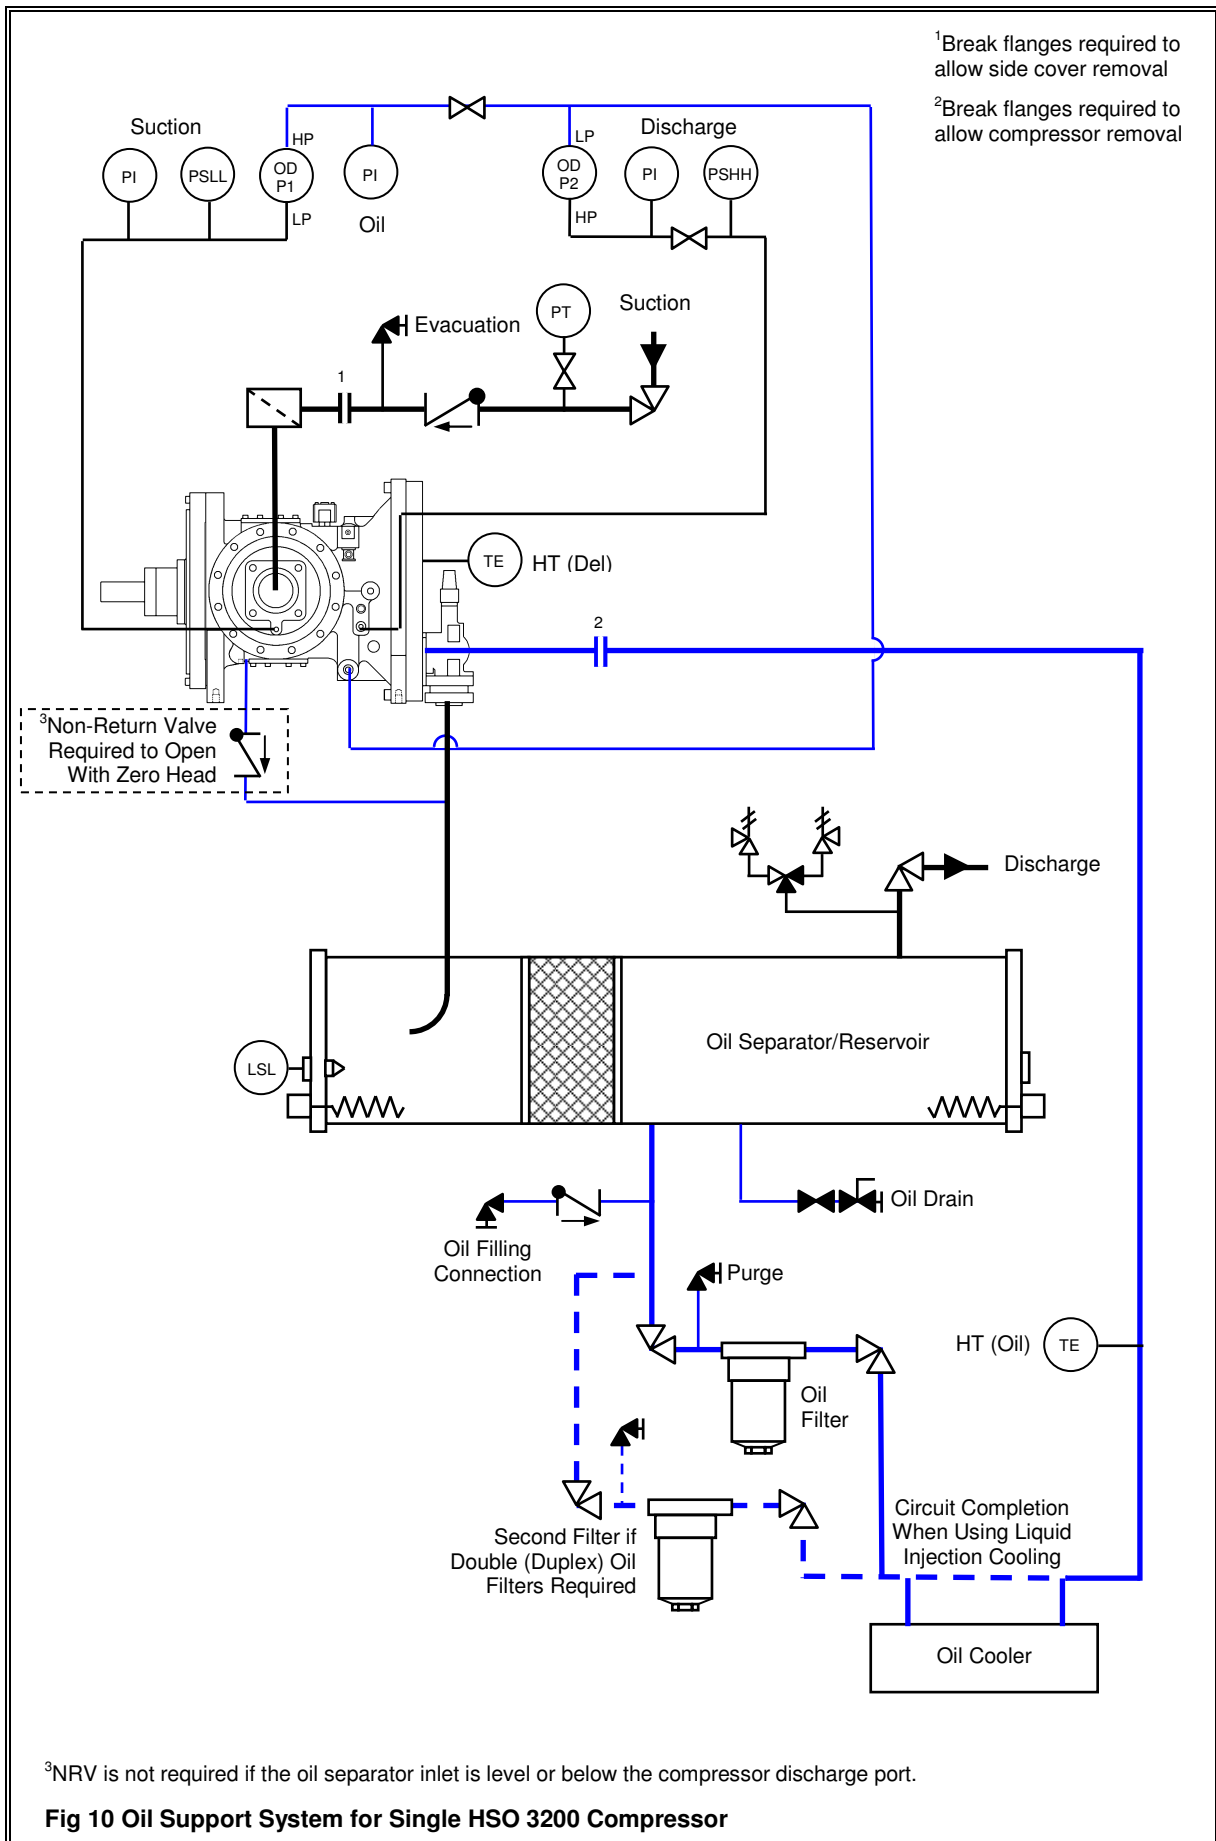 ¹Break flanges required to
allow side cover removal
²Break flanges required to
allow compressor removal
Suction
HP
LP
Discharge
PI
PSLL
OD
P1
PI
OD
P2
PI
PSHH
LP
HP
Oil
Evacuation
PT
Suction
1
TE
HT (Del)
2
³Non-Return Valve
Required to Open
With Zero Head
Discharge
Oil Separator/Reservoir
LSL
Oil Drain
Oil Filling
Connection
Purge
HT (Oil)
TE
Oil
Filter
Second Filter if
Double (Duplex) Oil
Filters Required
Circuit Completion
When Using Liquid
Injection Cooling
Oil Cooler
³NRV is not required if the oil separator inlet is level or below the compressor discharge port.
Fig 10 Oil Support System for Single HSO 3200 Compressor